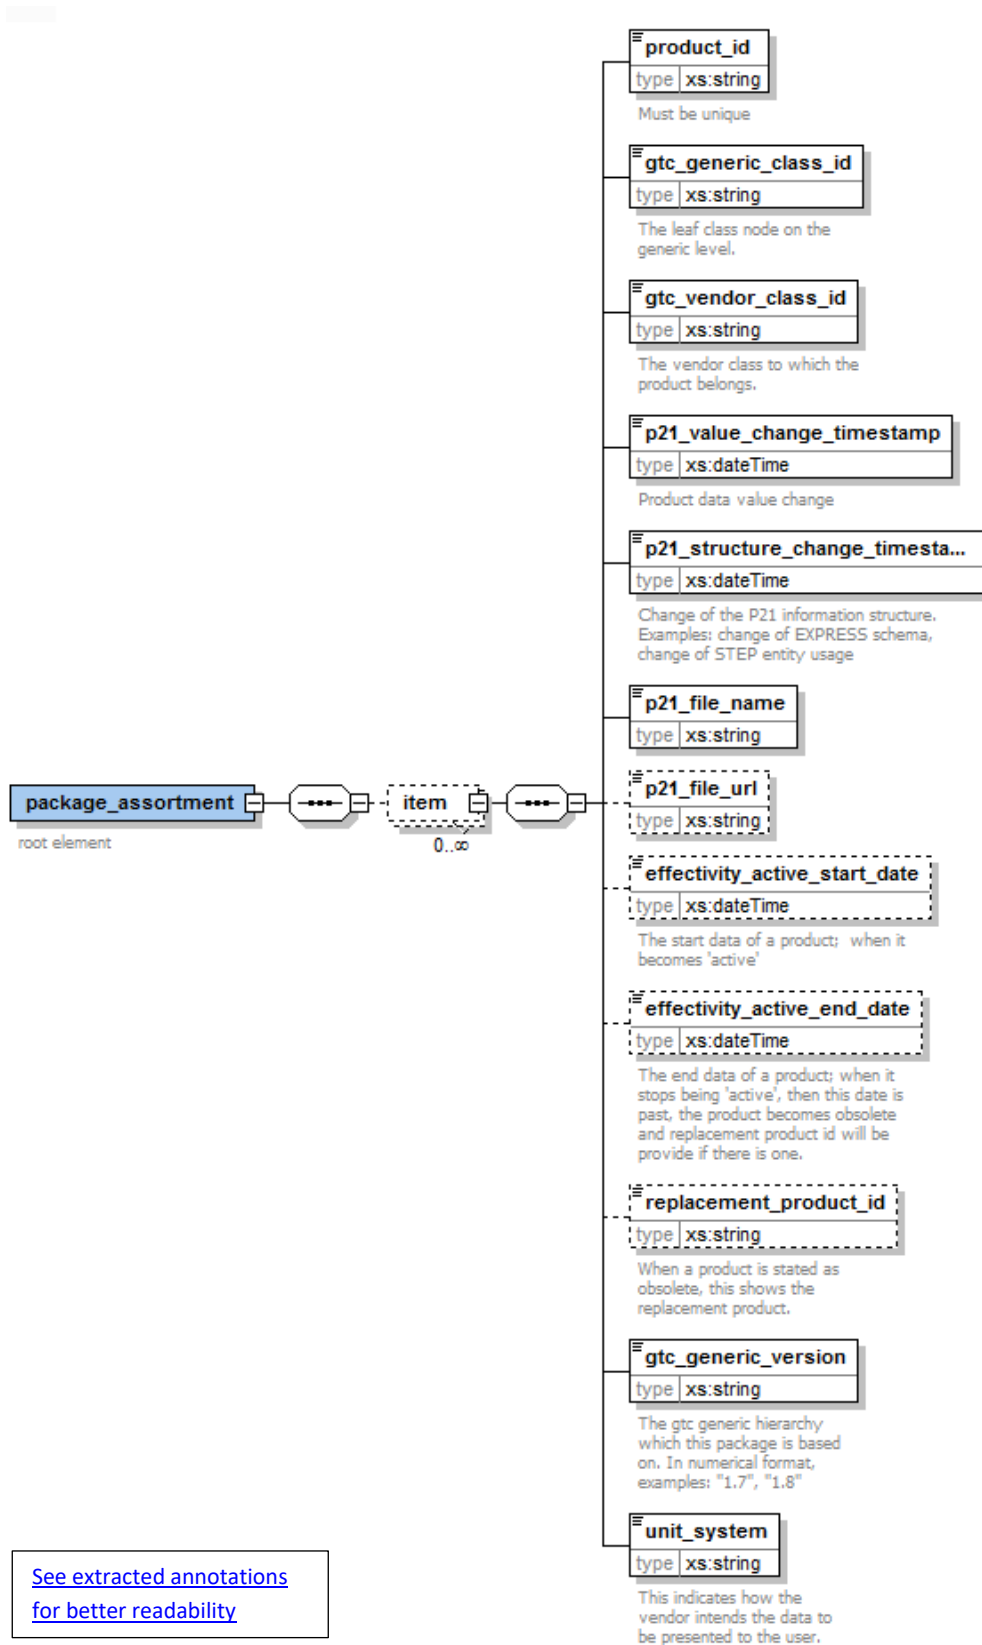 product_id
type xs:string
Must be unique
gtc_generic_class_id
type xs:string
The leaf class node on the
generic level.
gtc_vendor_class_id
type xs:string
The vendor class to which the
product belongs.
p21_value_change_timestamp
type xs:dateTime
Product data value change
p21_structure_change_timesta...
type xs:dateTime
Change of the P21 information structure.
Examples: change of EXPRESS schema,
change of STEP entity usage
p21_file_name
type xs:string
p21_file_url
type xs:string
package_assortment
root element
item
0..∞
effectivity_active_start_date
type xs:dateTime
The start data of a product; when it
becomes 'active'
effectivity_active_end_date
type xs:dateTime
The end data of a product; when it
stops being 'active', then this date is
past, the product becomes obsolete
and replacement product id will be
provide if there is one.
replacement_product_id
type xs:string
When a product is stated as
obsolete, this shows the
replacement product.
gtc_generic_version
type xs:string
The gtc generic hierarchy
which this package is based
on. In numerical format,
examples: "1.7", "1.8"
unit_system
type xs:string
This indicates how the
vendor intends the data to
be presented to the user.
See extracted annotations
for better readability